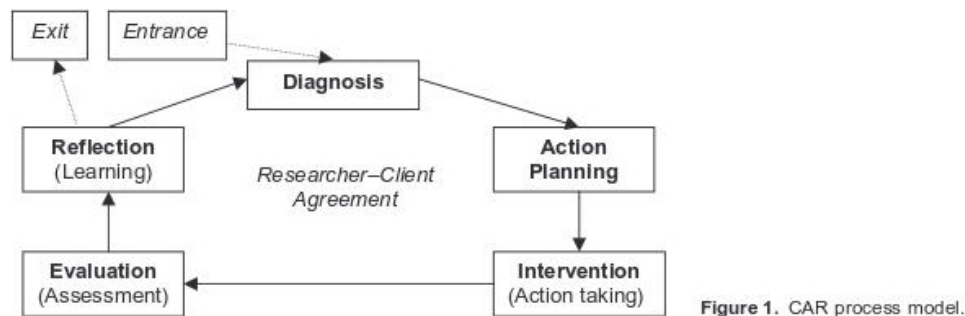 Exit
Entrance
Diagnosis
Reflection
(Learning)
Action
Planning
Researcher–Client
Agreement
Evaluation
(Assessment)
Intervention
(Action taking)
Figure 1. CAR process model.